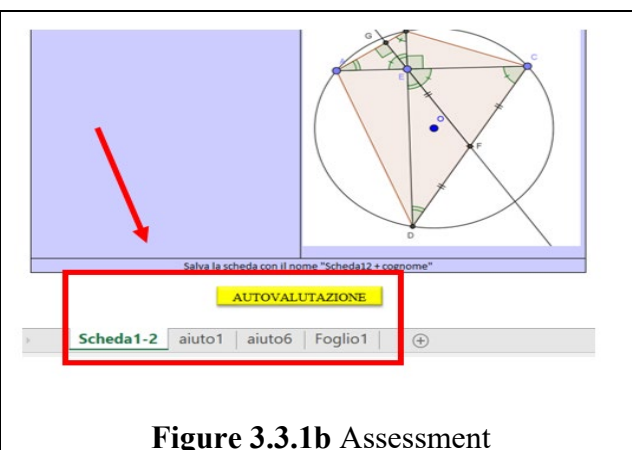 G
A
C
E
O
F
D
Salva la scheda con il nome "Scheda12 + cognome"
AUTOVALUTAZIONE
Scheda1-2 aiuto1 aiuto6 Foglio1
Figure 3.3.1b Assessment